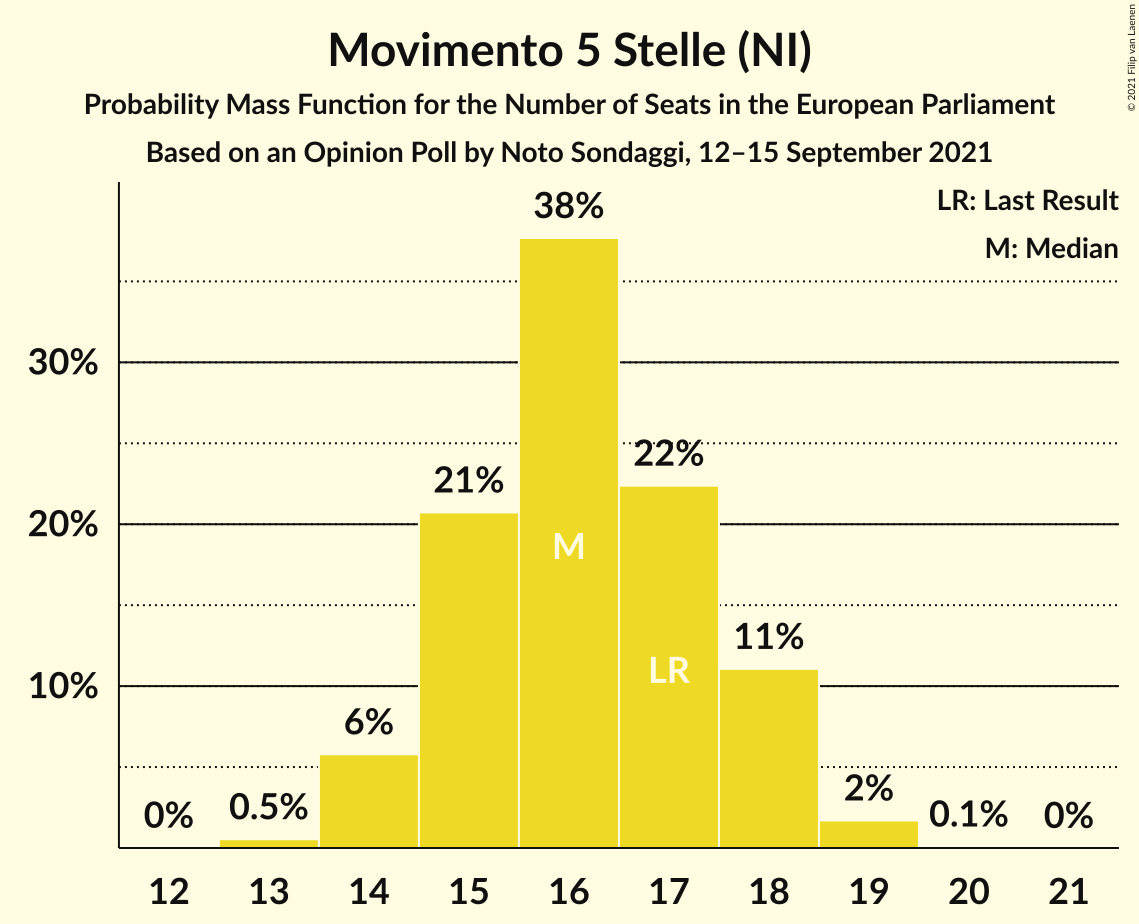 Movimento 5 Stelle (NI)
Probability Mass Function for the Number of Seats in the European Parliament
Based on an Opinion Poll by Noto Sondaggi, 12–15 September 2021
© 2021 Filip van Laenen
LR: Last Result
M: Median
38%
30%
22%
21%
20%
M
11%
LR
10%
6%
2%
0.5%
0.1%
0%
0%
12 13 14 15 16 17 18 19 20 21